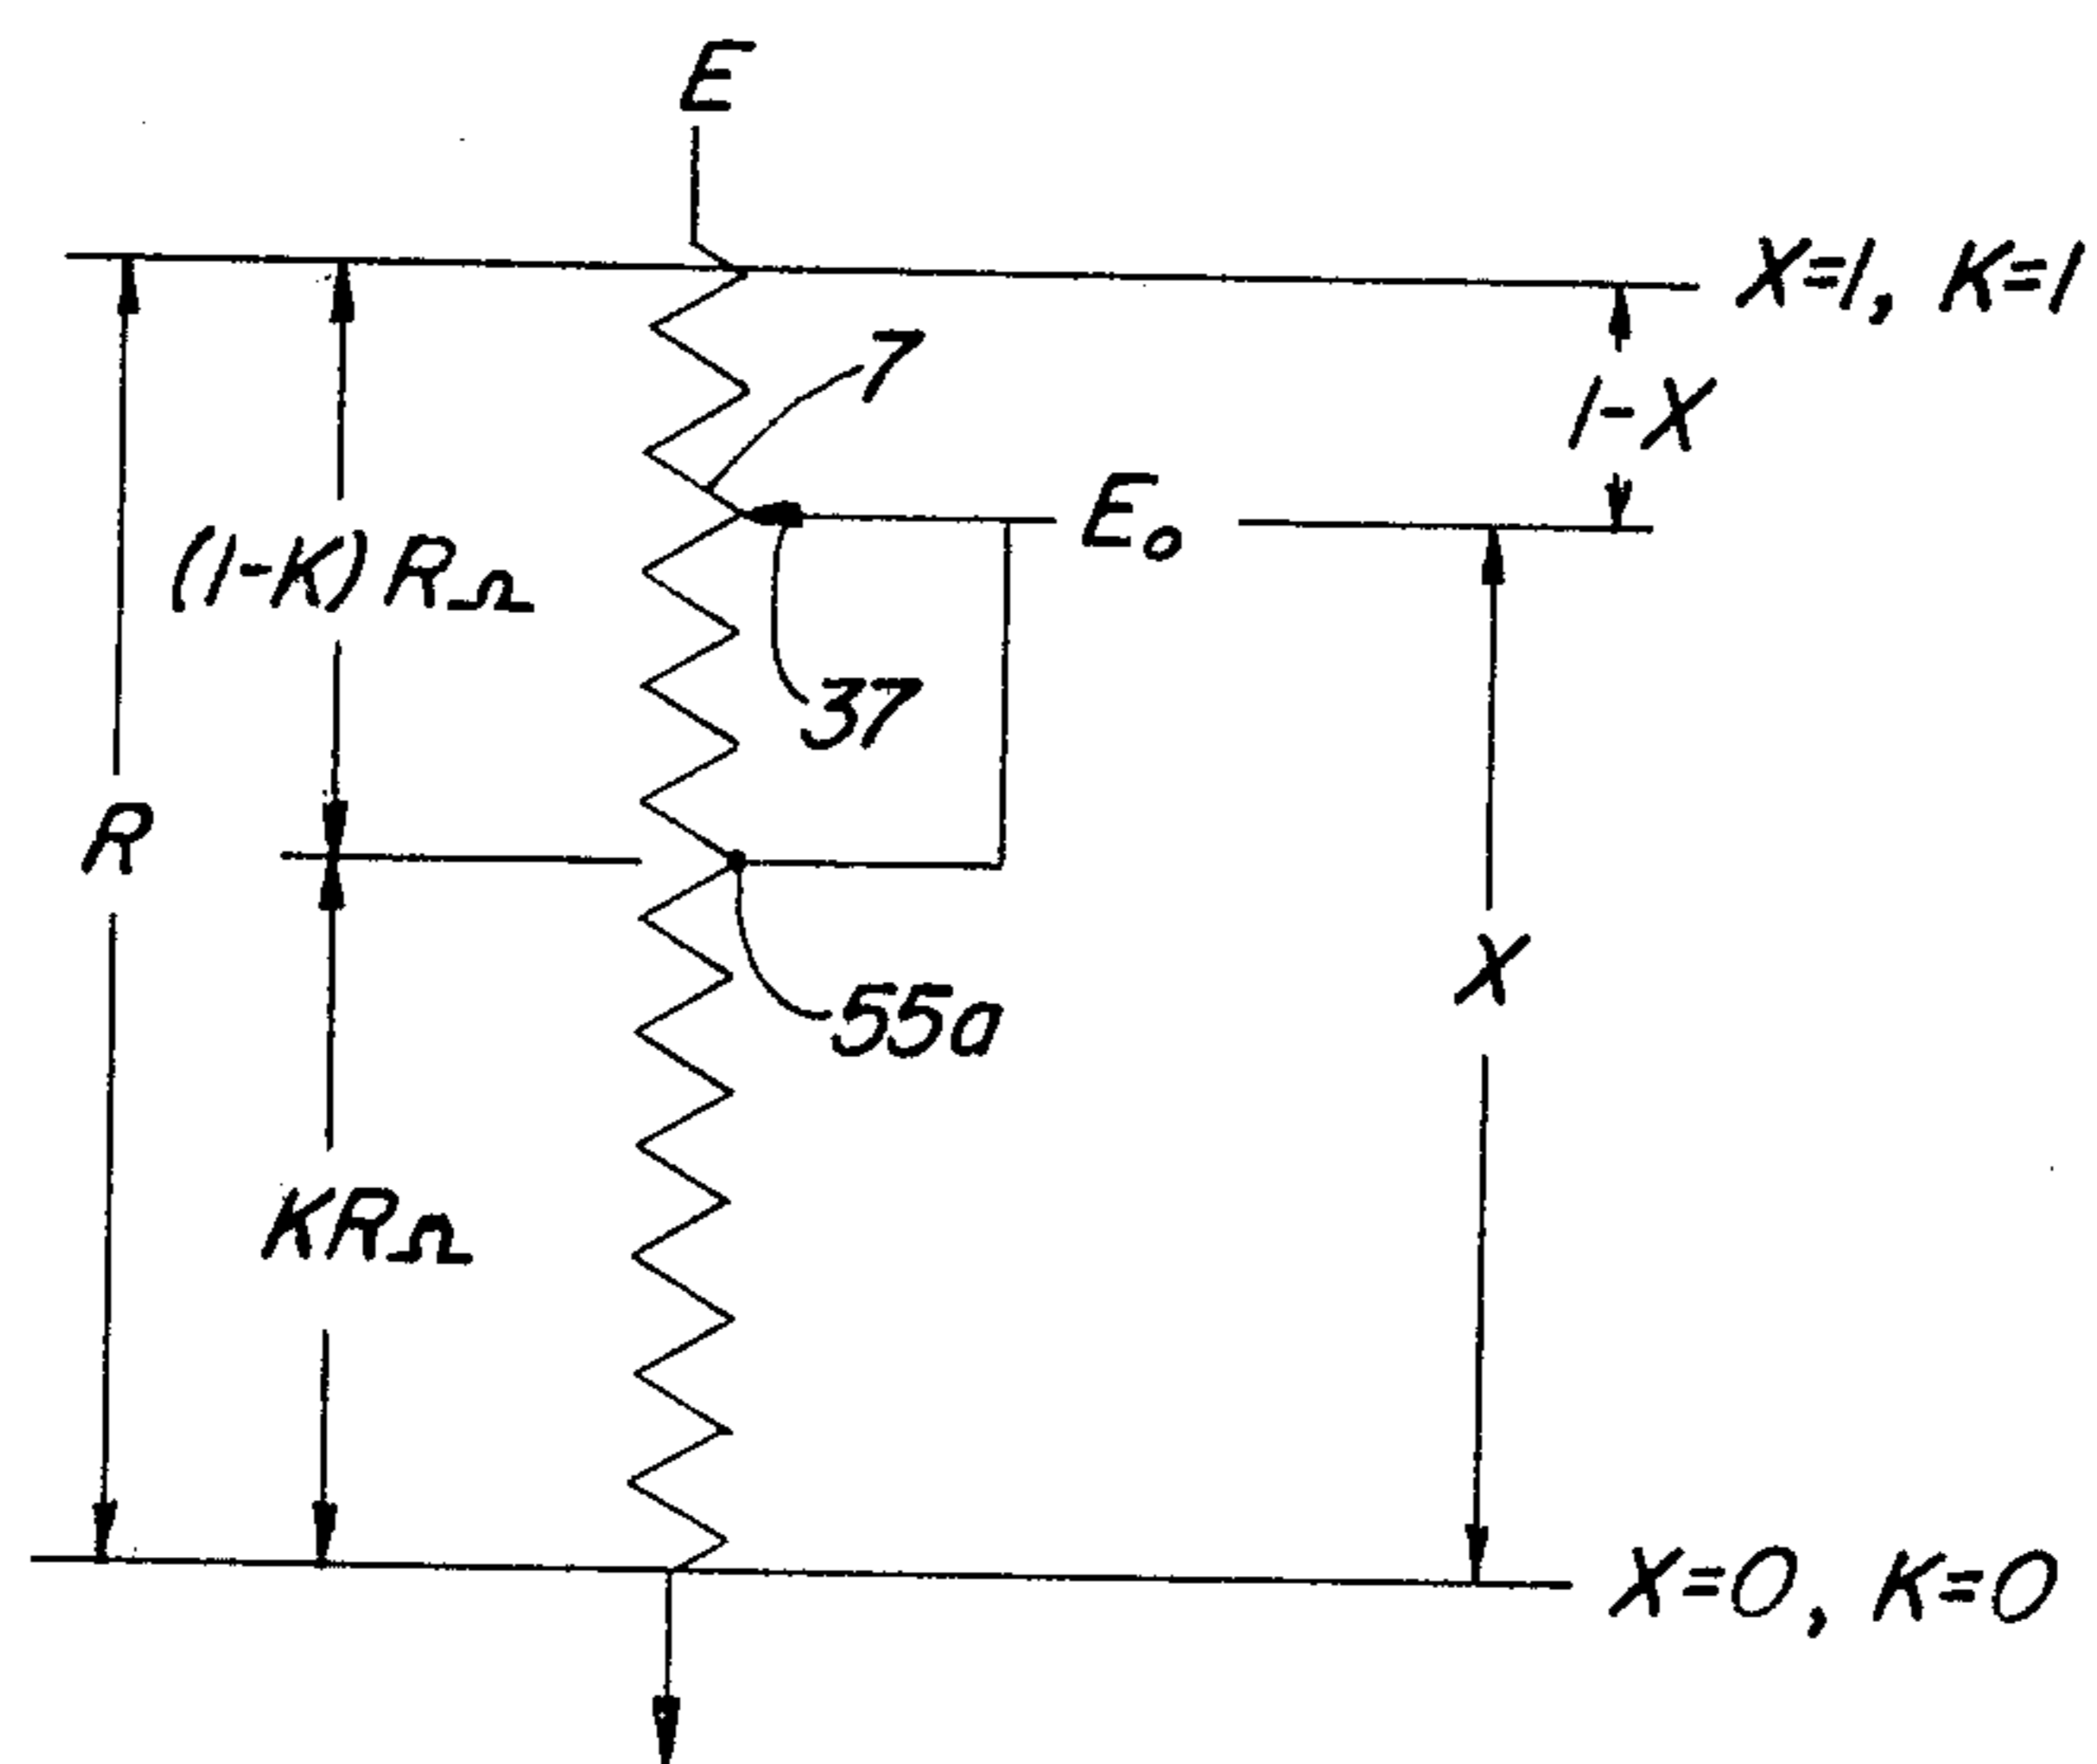 E
X=1, K=1
7
1-X
E₀
(1-K) RΩ
37
R
X
55a
KRΩ
X=0, K=0